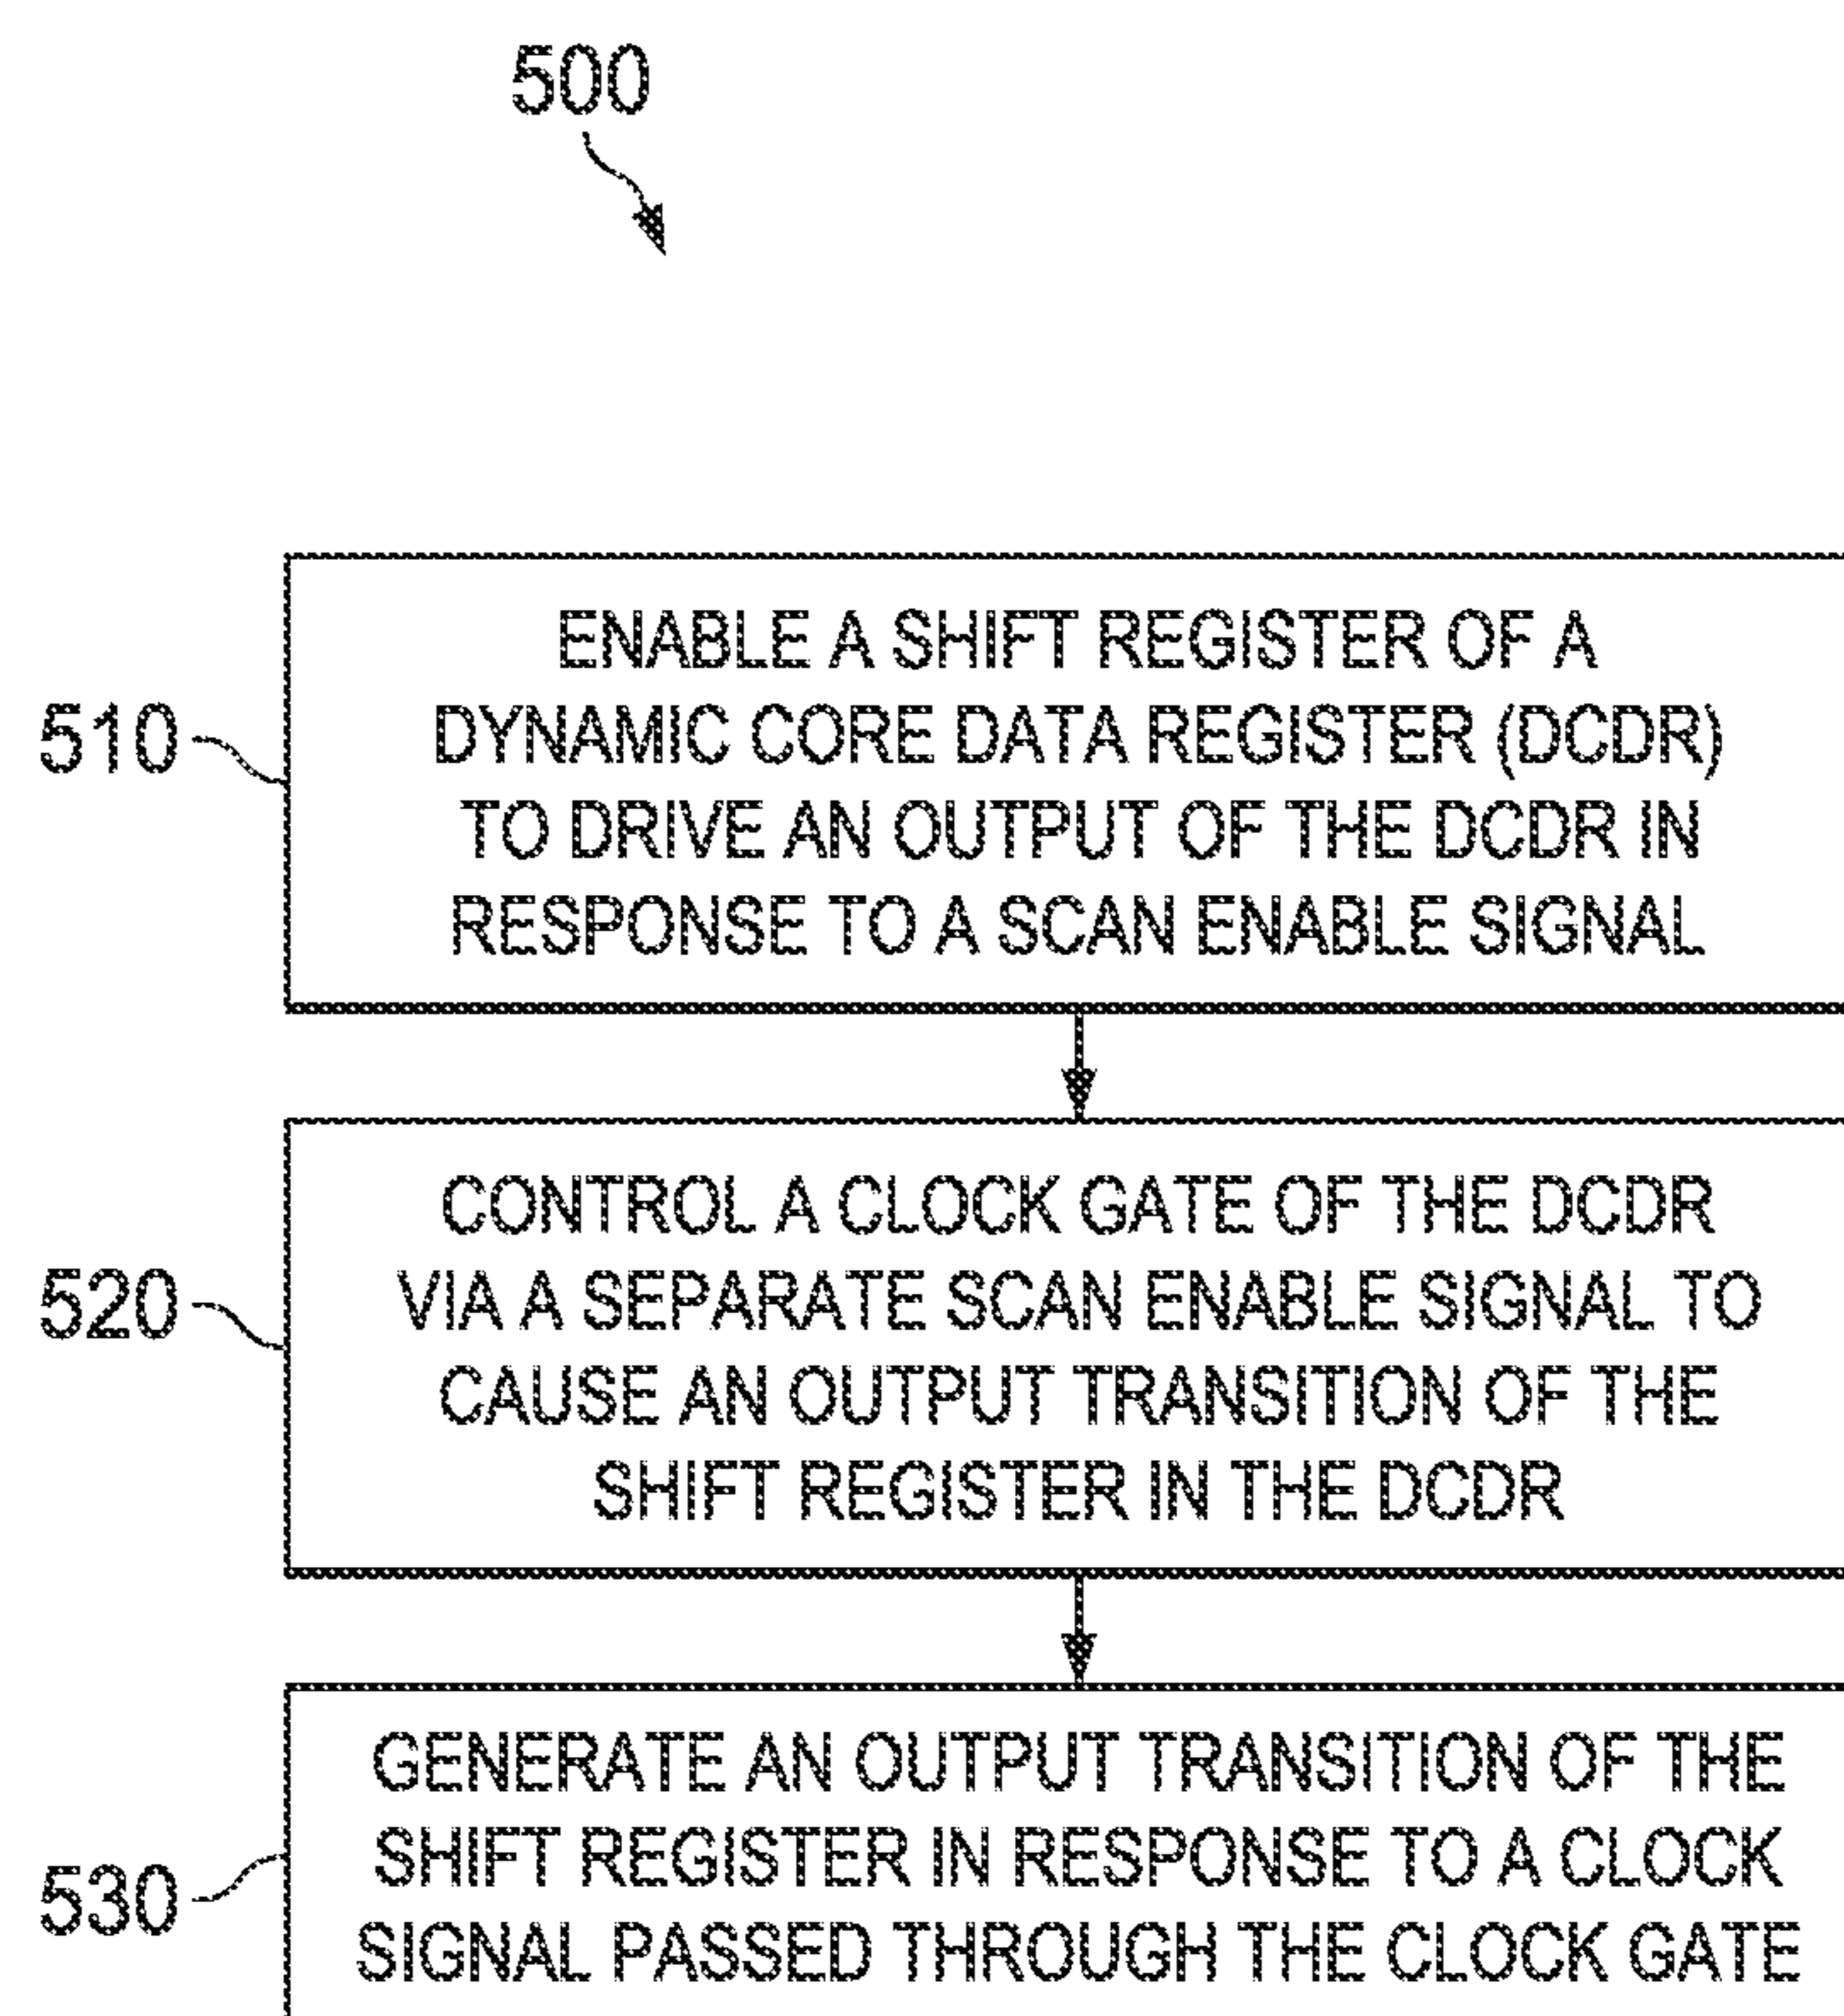 500
510
ENABLE A SHIFT REGISTER OF A
DYNAMIC CORE DATA REGISTER (DCDR)
TO DRIVE AN OUTPUT OF THE DCDR IN
RESPONSE TO A SCAN ENABLE SIGNAL
520
CONTROL A CLOCK GATE OF THE DCDR
VIA A SEPARATE SCAN ENABLE SIGNAL TO
CAUSE AN OUTPUT TRANSITION OF THE
SHIFT REGISTER IN THE DCDR
530
GENERATE AN OUTPUT TRANSITION OF THE
SHIFT REGISTER IN RESPONSE TO A CLOCK
SIGNAL PASSED THROUGH THE CLOCK GATE